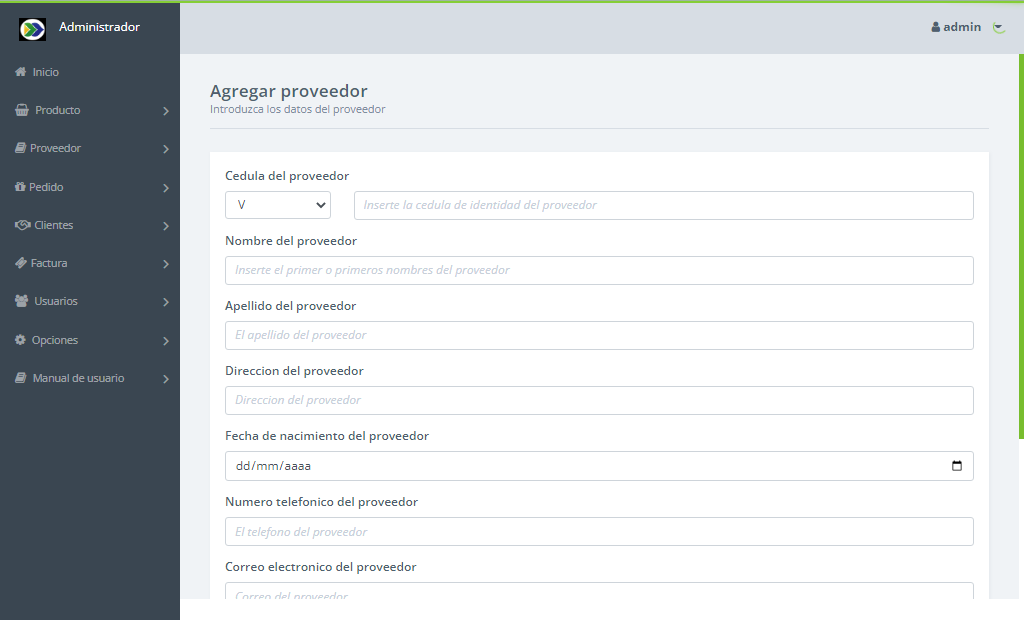 Administrador
admin
Inicio
Producto
Proveedor
Pedido
Clientes
Factura
Usuarios
Opciones
Manual de usuario
Agregar proveedor
Introduzca los datos del proveedor
Cedula del proveedor
V
Inserte la cedula de identidad del proveedor
Nombre del proveedor
Inserte el primer o primeros nombres del proveedor
Apellido del proveedor
El apellido del proveedor
Direccion del proveedor
Direccion del proveedor
Fecha de nacimiento del proveedor
dd/mm/aaaa
Numero telefonico del proveedor
El telefono del proveedor
Correo electronico del proveedor
Correo del proveedor